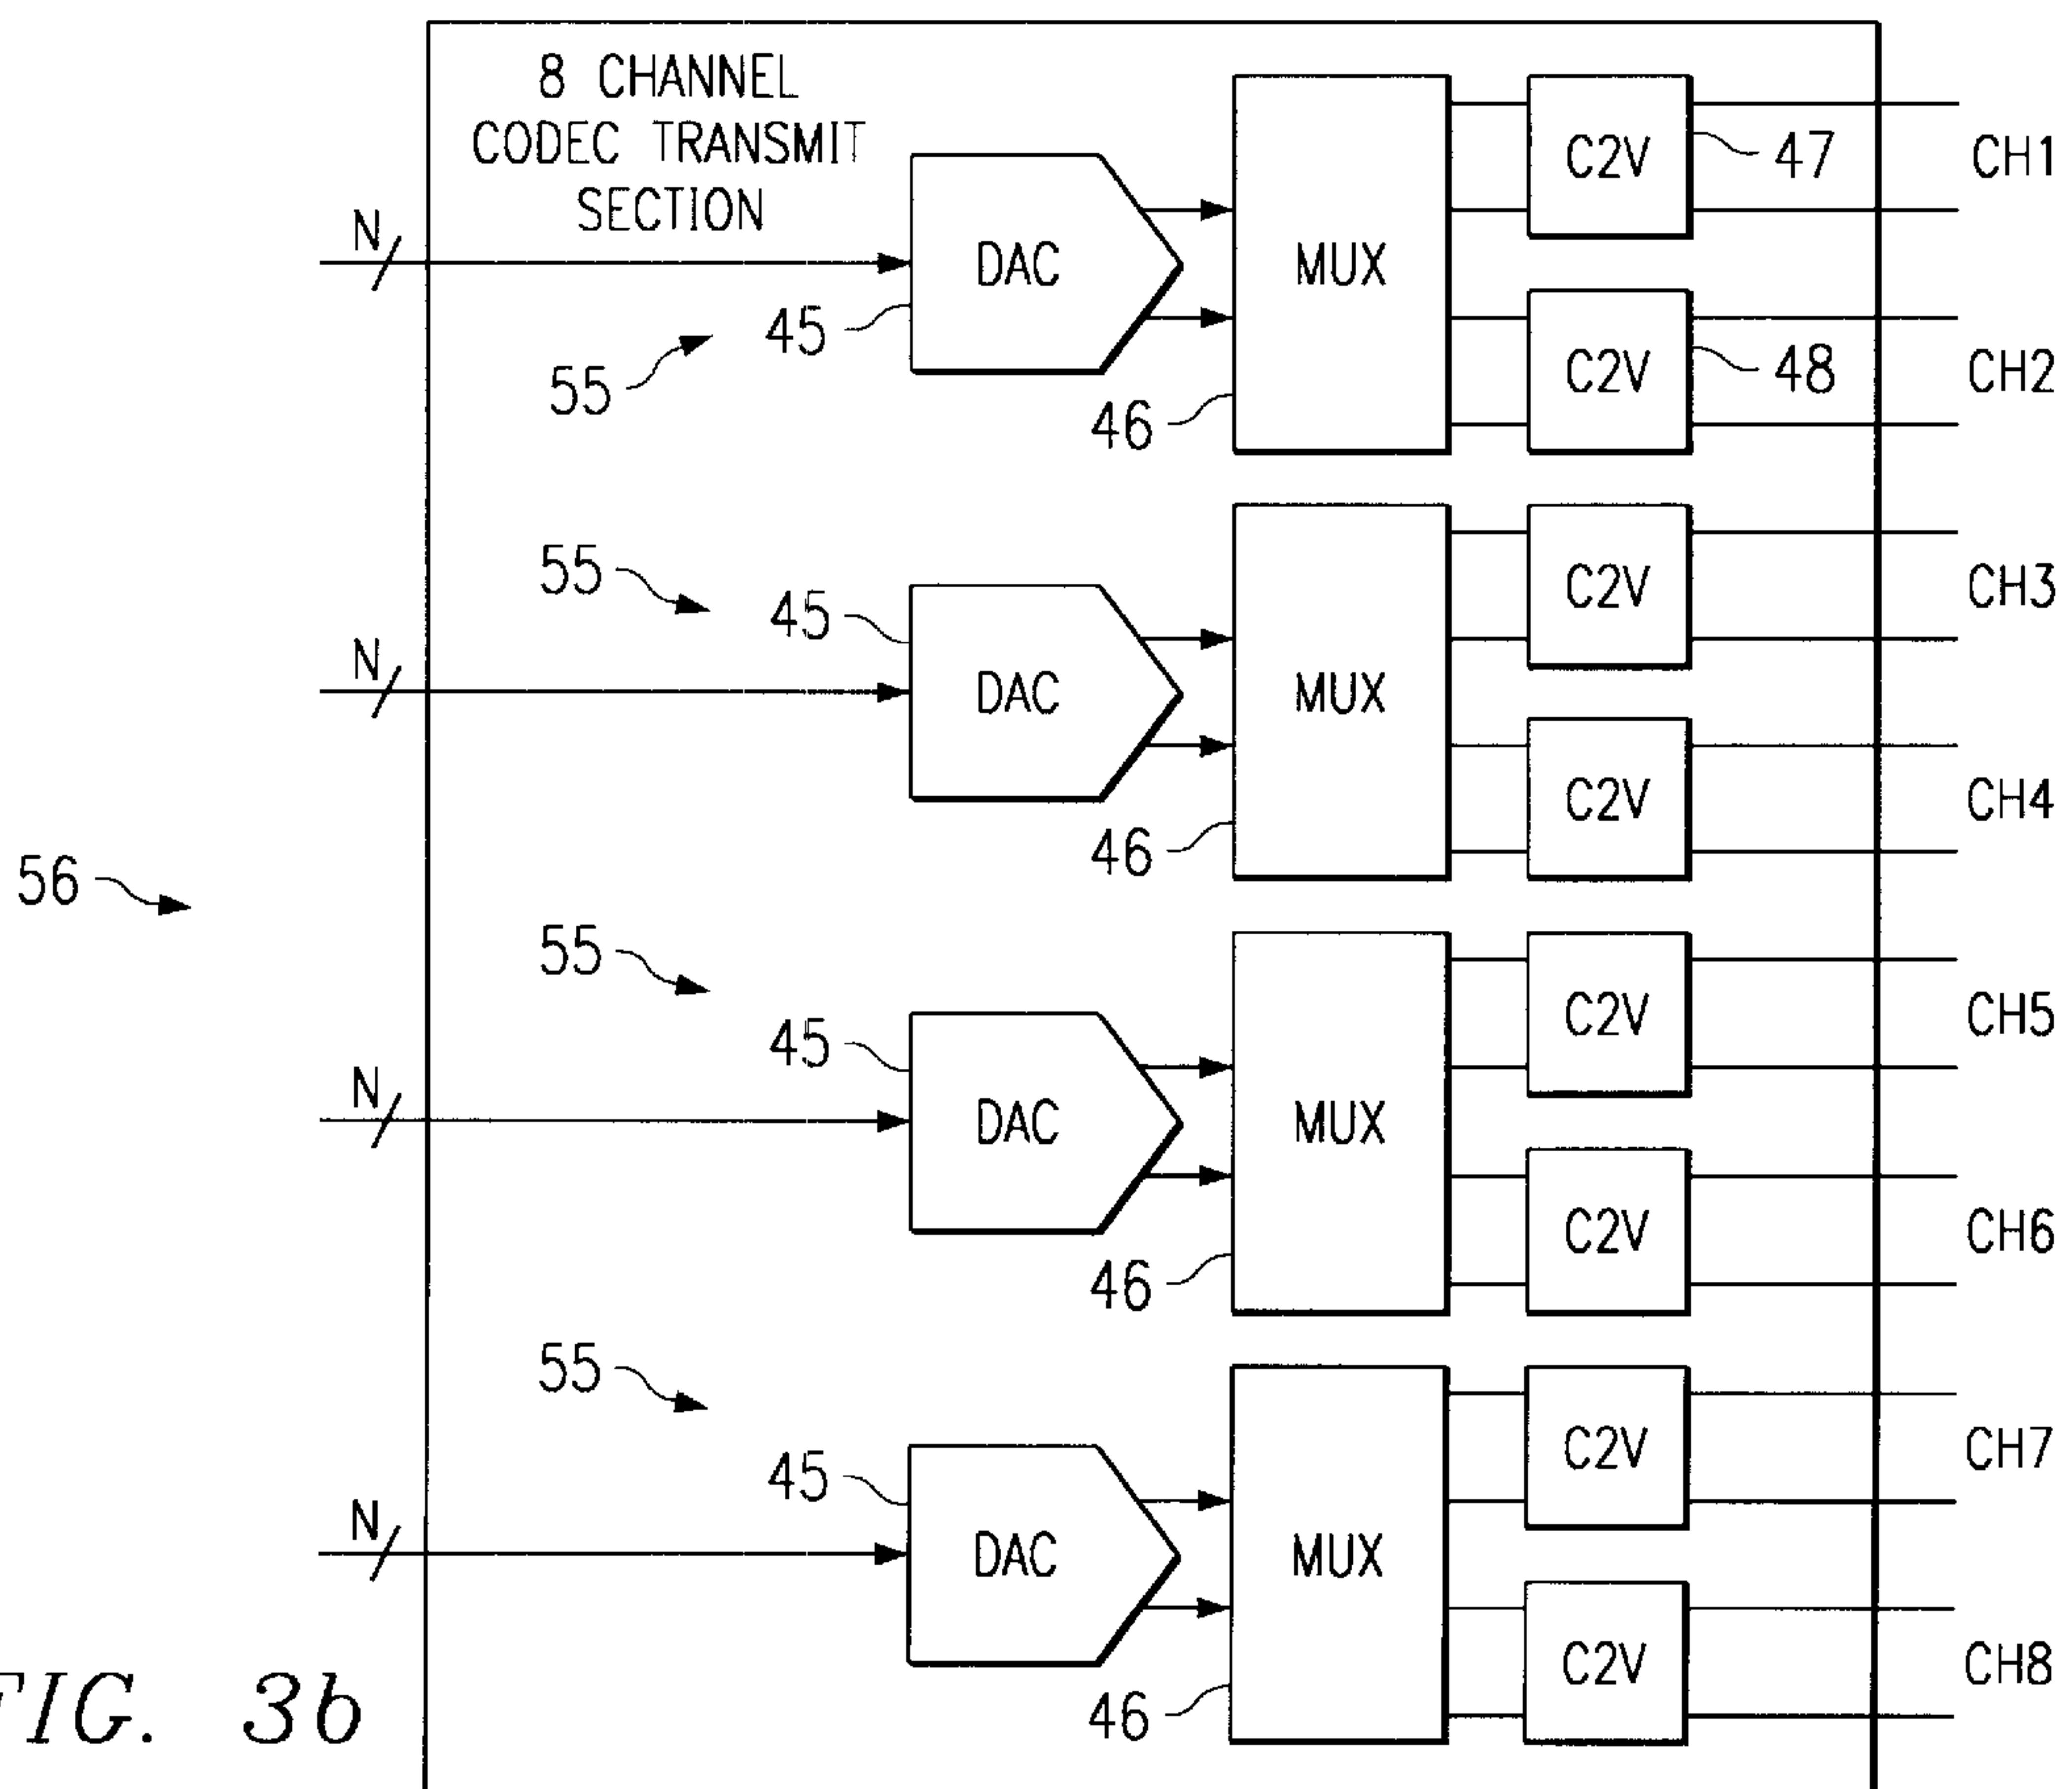 8 CHANNEL
CODEC TRANSMIT
SECTION
N
DAC
45
55
MUX
46
C2V
47
CH1
C2V
48
CH2
N
55
45
DAC
MUX
46
C2V
CH3
C2V
CH4
56
N
55
45
DAC
MUX
46
C2V
CH5
C2V
CH6
N
55
45
DAC
MUX
46
C2V
CH7
C2V
CH8
FIG. 3b